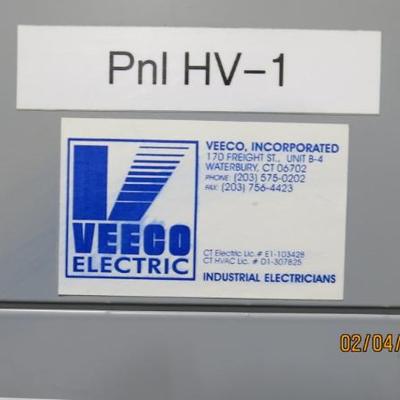 Pnl HV-1
VEECO
ELECTRIC
VEECO, INCORPORATED
170 FREIGHT ST., UNIT B-4
WATERBURY, CT 06702
PHONE: (203) 575-0202
FAX: (203) 756-4423
CT Electric Lic.# E1-103428
CT HVAC Lic. # D1-307825
INDUSTRIAL ELECTRICIANS
02/04/